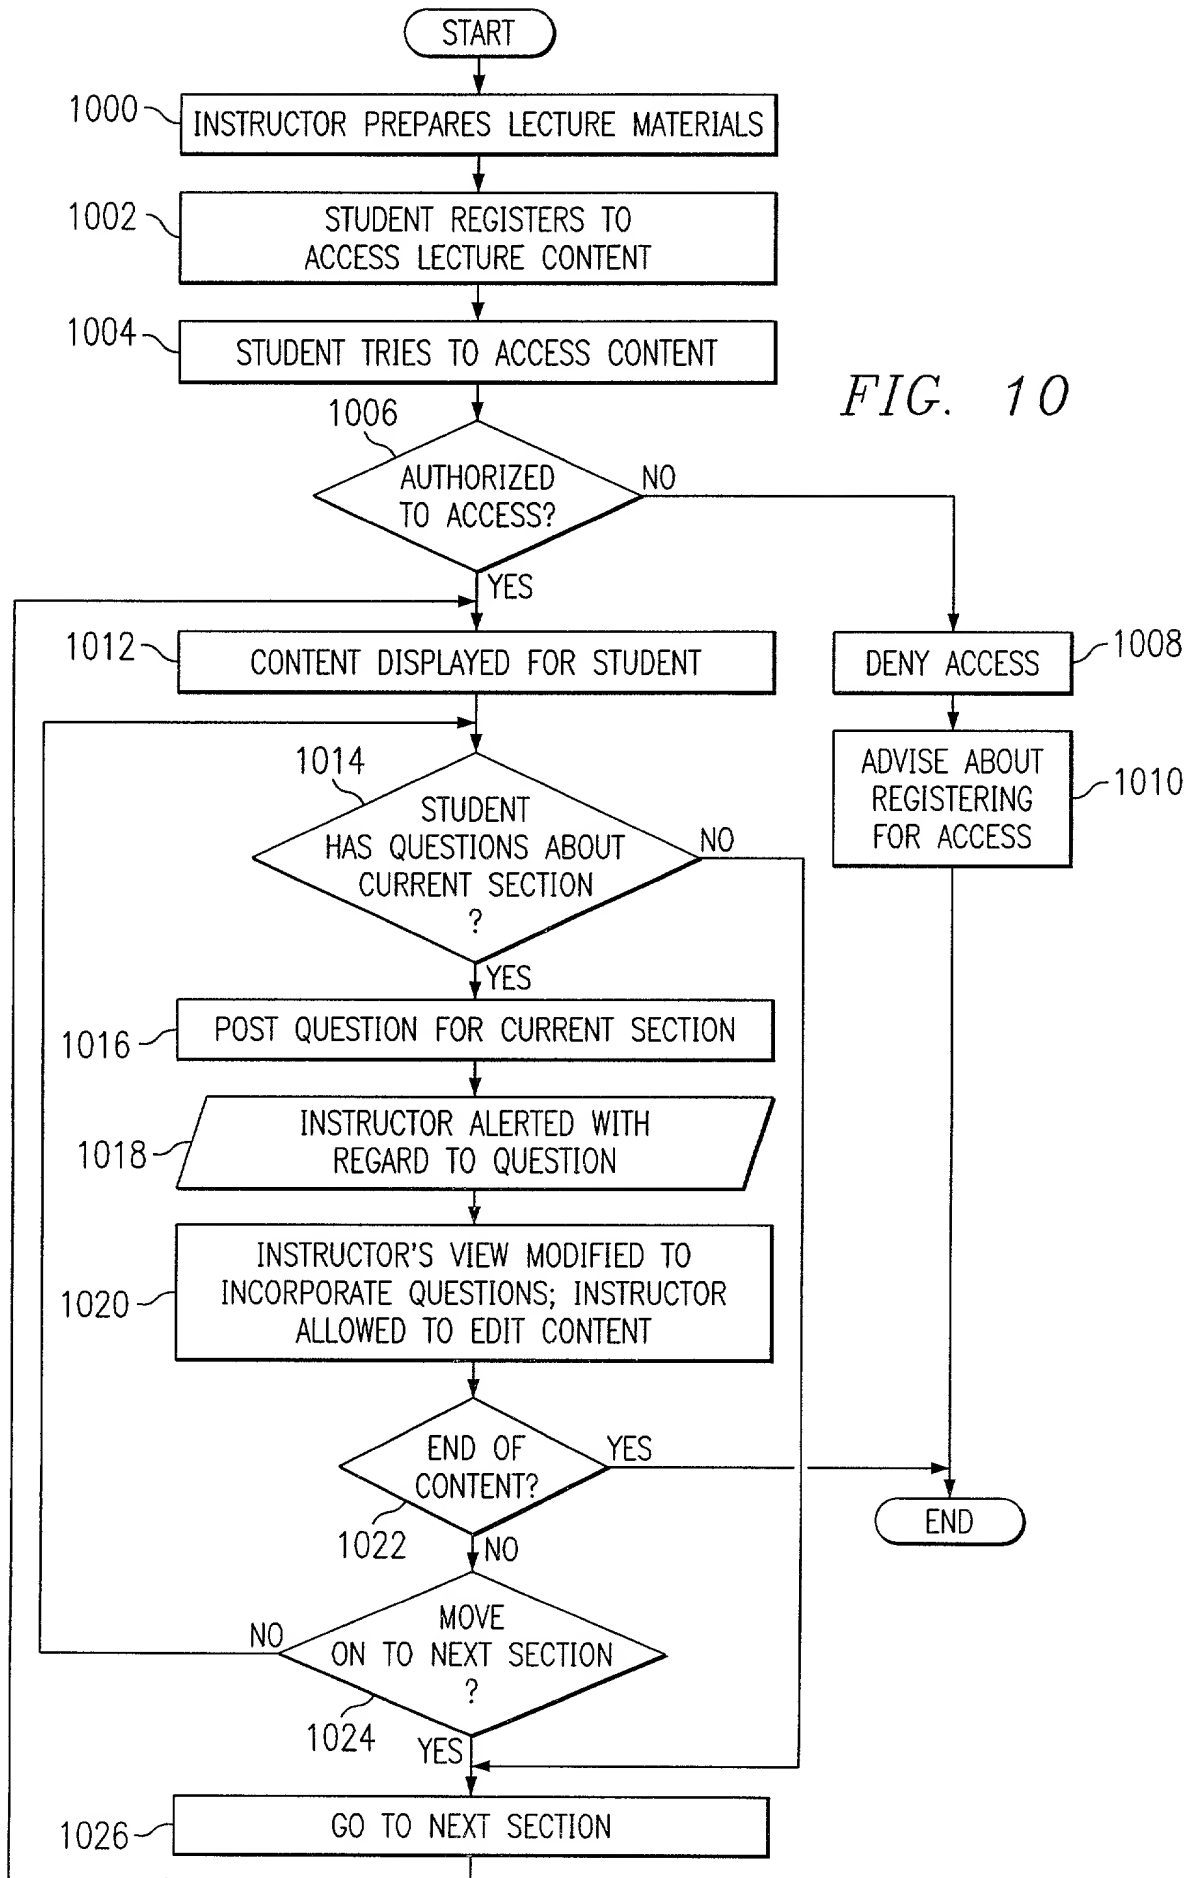 START
1000
INSTRUCTOR PREPARES LECTURE MATERIALS
1002
STUDENT REGISTERS TO
ACCESS LECTURE CONTENT
1004
STUDENT TRIES TO ACCESS CONTENT
FIG. 10
1006
AUTHORIZED
TO ACCESS?
NO
YES
1012
CONTENT DISPLAYED FOR STUDENT
DENY ACCESS
1008
ADVISE ABOUT
REGISTERING
FOR ACCESS
1010
1014
STUDENT
HAS QUESTIONS ABOUT
CURRENT SECTION
?
NO
YES
1016
POST QUESTION FOR CURRENT SECTION
1018
INSTRUCTOR ALERTED WITH
REGARD TO QUESTION
1020
INSTRUCTOR'S VIEW MODIFIED TO
INCORPORATE QUESTIONS; INSTRUCTOR
ALLOWED TO EDIT CONTENT
END OF
CONTENT?
YES
1022
NO
END
MOVE
ON TO NEXT SECTION
?
NO
1024
YES
1026
GO TO NEXT SECTION